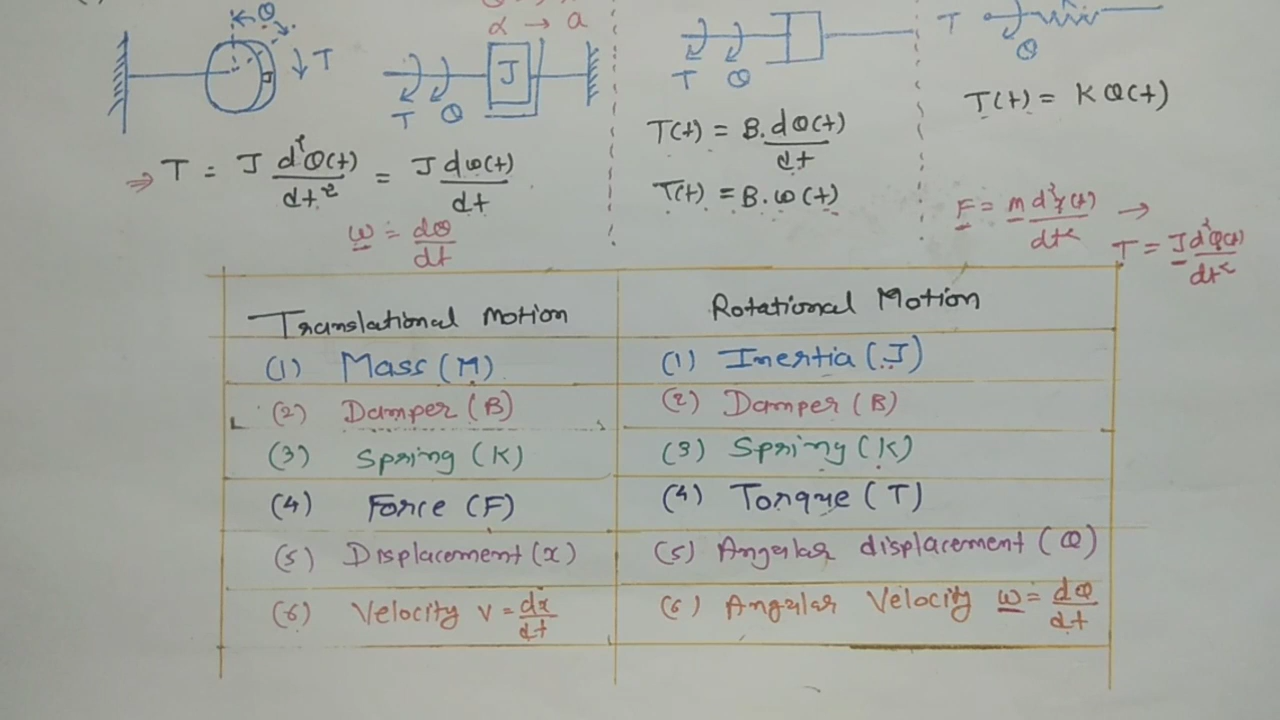 θ
α → a
T
J
T θ
T θ
T
θ
⇒ T = J d²θ(t)/dt² = J dω(t)/dt
ω = dθ/dt
T(t) = B. dθ(t)/dt
T(t) = B. ω(t)
T(t) = K θ(t)
F = m d²x(t)/dt² →
T = J d²θ(t)/dt²
Translational Motion
Rotational Motion
(1) Mass (M)
(1) Inertia (J)
(2) Damper (B)
(2) Damper (B)
(3) Spring (K)
(3) Spring (K)
(4) Force (F)
(4) Torque (T)
(5) Displacement (x)
(5) Angular displacement (θ)
(6) Velocity V = dx/dt
(6) Angular Velocity ω = dθ/dt